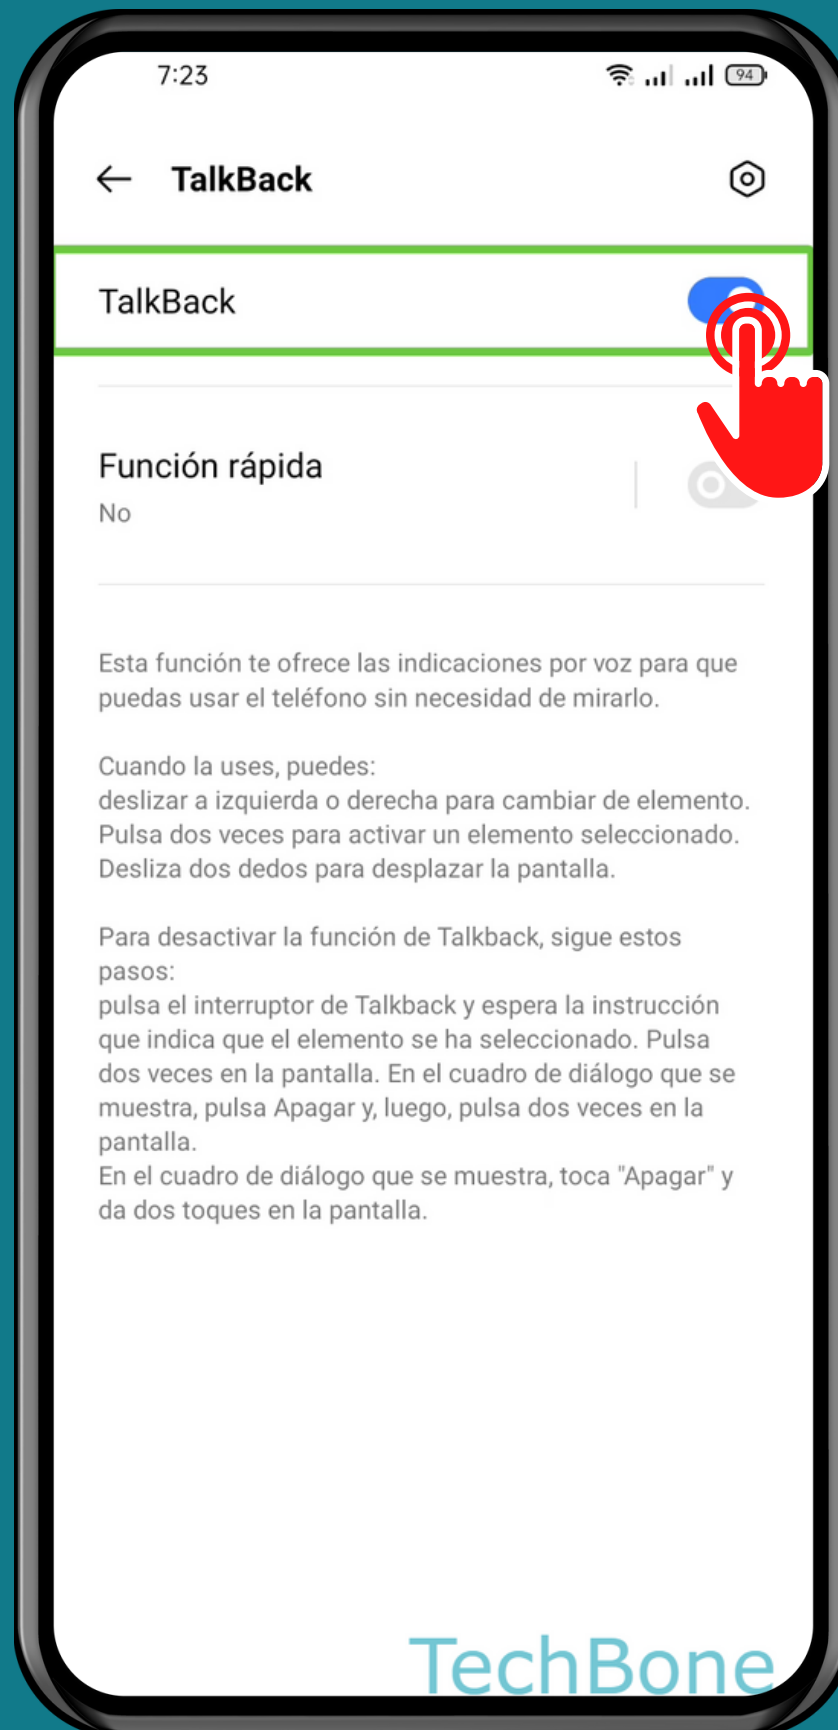 7:23
94
TalkBack
TalkBack
Función rápida
No
Esta función te ofrece las indicaciones por voz para que
puedas usar el teléfono sin necesidad de mirarlo.
Cuando la uses, puedes:
deslizar a izquierda o derecha para cambiar de elemento.
Pulsa dos veces para activar un elemento seleccionado.
Desliza dos dedos para desplazar la pantalla.
Para desactivar la función de Talkback, sigue estos
pasos:
pulsa el interruptor de Talkback y espera la instrucción
que indica que el elemento se ha seleccionado. Pulsa
dos veces en la pantalla. En el cuadro de diálogo que se
muestra, pulsa Apagar y, luego, pulsa dos veces en la
pantalla.
En el cuadro de diálogo que se muestra, toca "Apagar" y
da dos toques en la pantalla.
TechBone